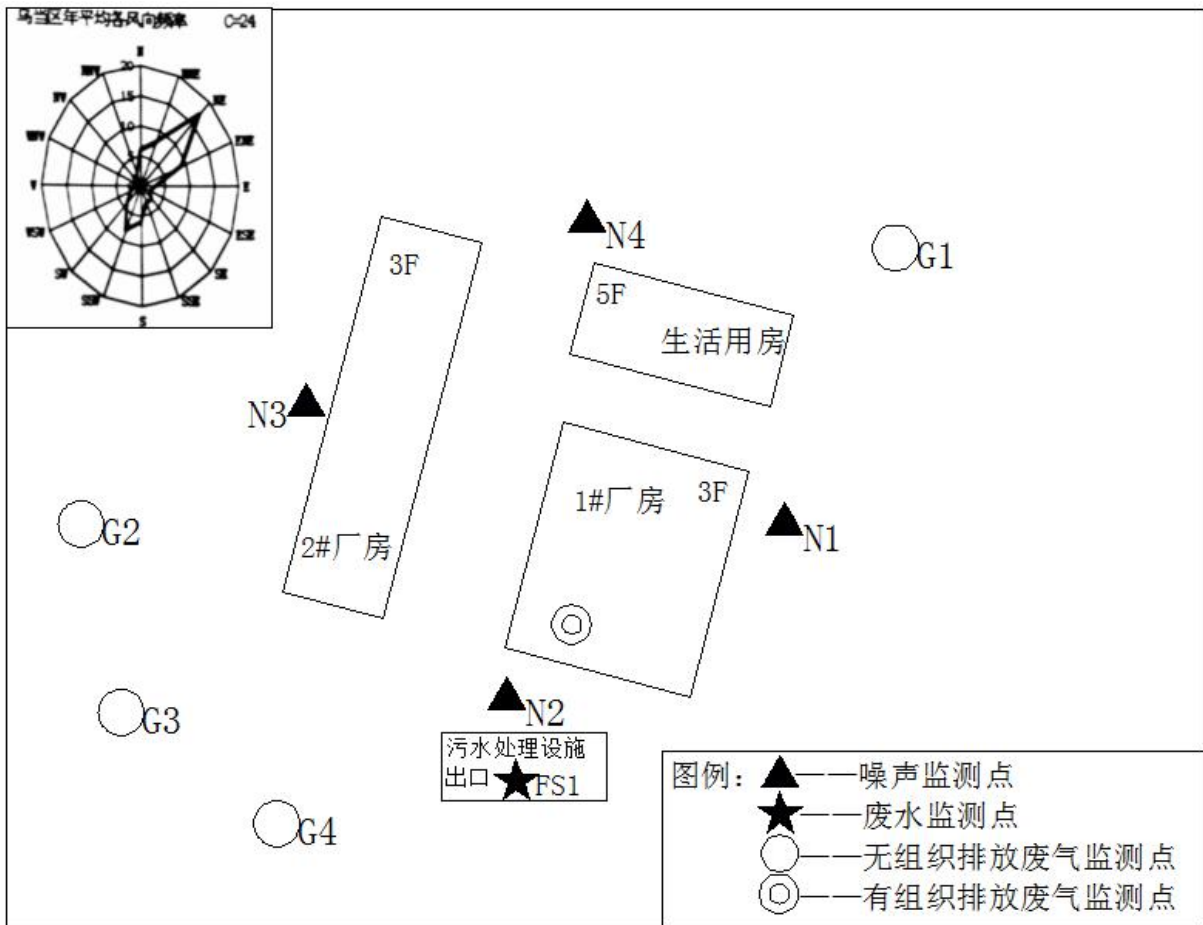 乌当区年平均各风向频率 C=24
N
NNE
NE
ENE
E
ESE
SE
SSE
S
SSW
SW
WSW
W
WNW
NW
NNW
20
15
10
5
N4
G1
3F
5F
生活用房
N3
1#厂房
3F
G2
2#厂房
N1
G3
N2
污水处理设施
出口 FS1
G4
图例：
——噪声监测点
——废水监测点
——无组织排放废气监测点
——有组织排放废气监测点